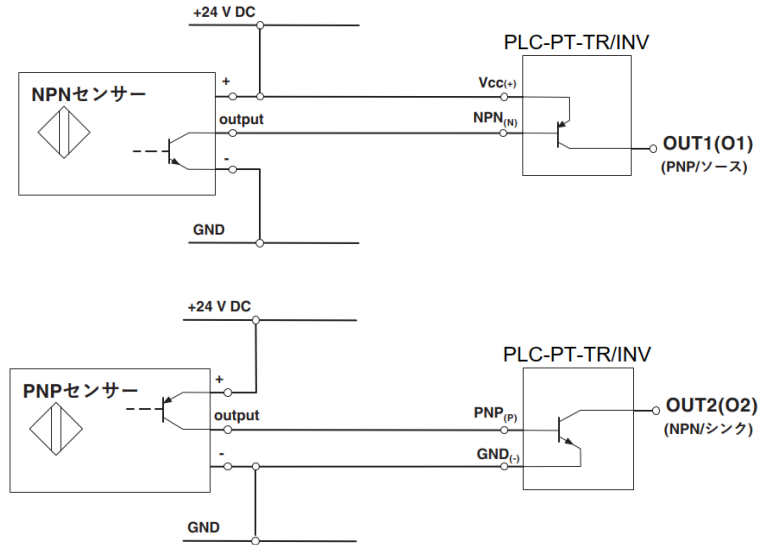 +24 V DC
PLC-PT-TR/INV
NPNセンサー
+
output
-
Vcc(+)
NPN(N)
OUT1(O1)
(PNP/ソース)
GND
+24 V DC
PLC-PT-TR/INV
PNPセンサー
+
output
-
PNP(P)
GND(-)
OUT2(O2)
(NPN/シンク)
GND